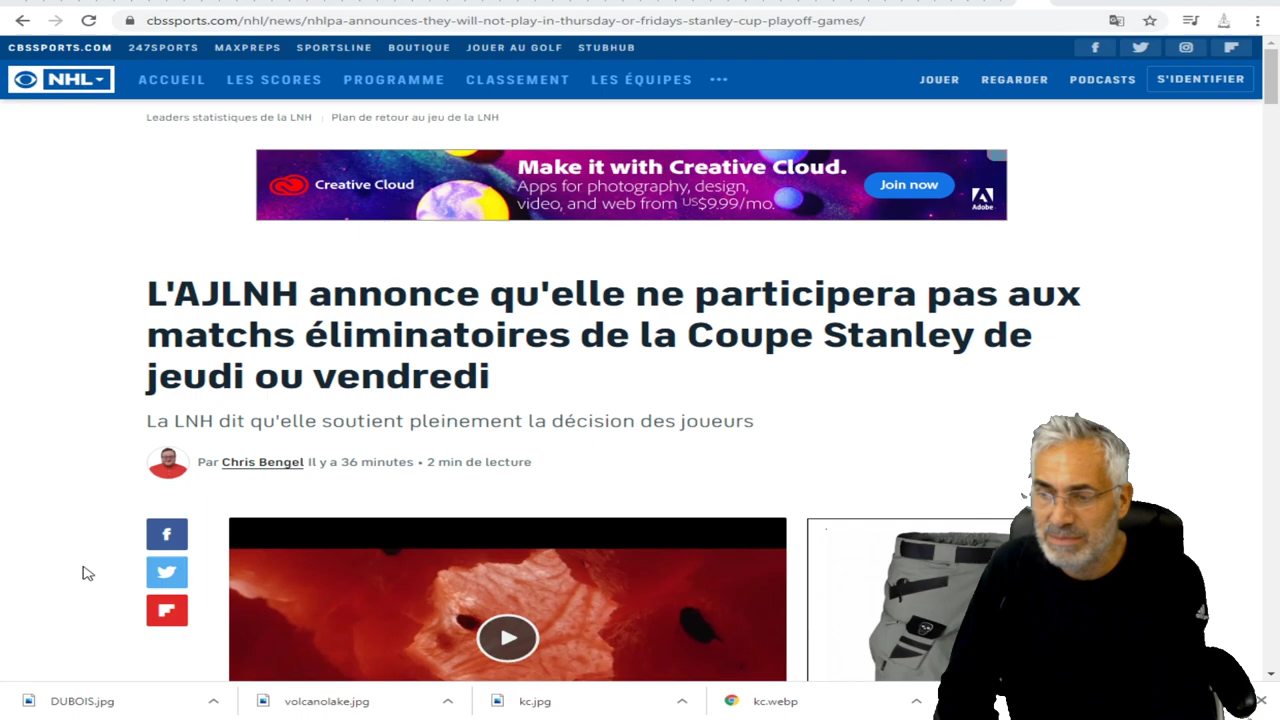 cbssports.com/nhl/news/nhlpa-announces-they-will-not-play-in-thursday-or-fridays-stanley-cup-playoff-games/
CBSSPORTS.COM 247SPORTS MAXPREPS SPORTSLINE BOUTIQUE JOUER AU GOLF STUBHUB
NHL ACCUEIL LES SCORES PROGRAMME CLASSEMENT LES ÉQUIPES ••• JOUER REGARDER PODCASTS S'IDENTIFIER
Leaders statistiques de la LNH Plan de retour au jeu de la LNH
Make it with Creative Cloud.
Creative Cloud
Apps for photography, design,
video, and web from US$9.99/mo.
Join now
Adobe
L'AJLNH annonce qu'elle ne participera pas aux
matchs éliminatoires de la Coupe Stanley de
jeudi ou vendredi
La LNH dit qu'elle soutient pleinement la décision des joueurs
Par Chris Bengel Il y a 36 minutes • 2 min de lecture
DUBOIS.jpg volcanolake.jpg kc.jpg kc.webp